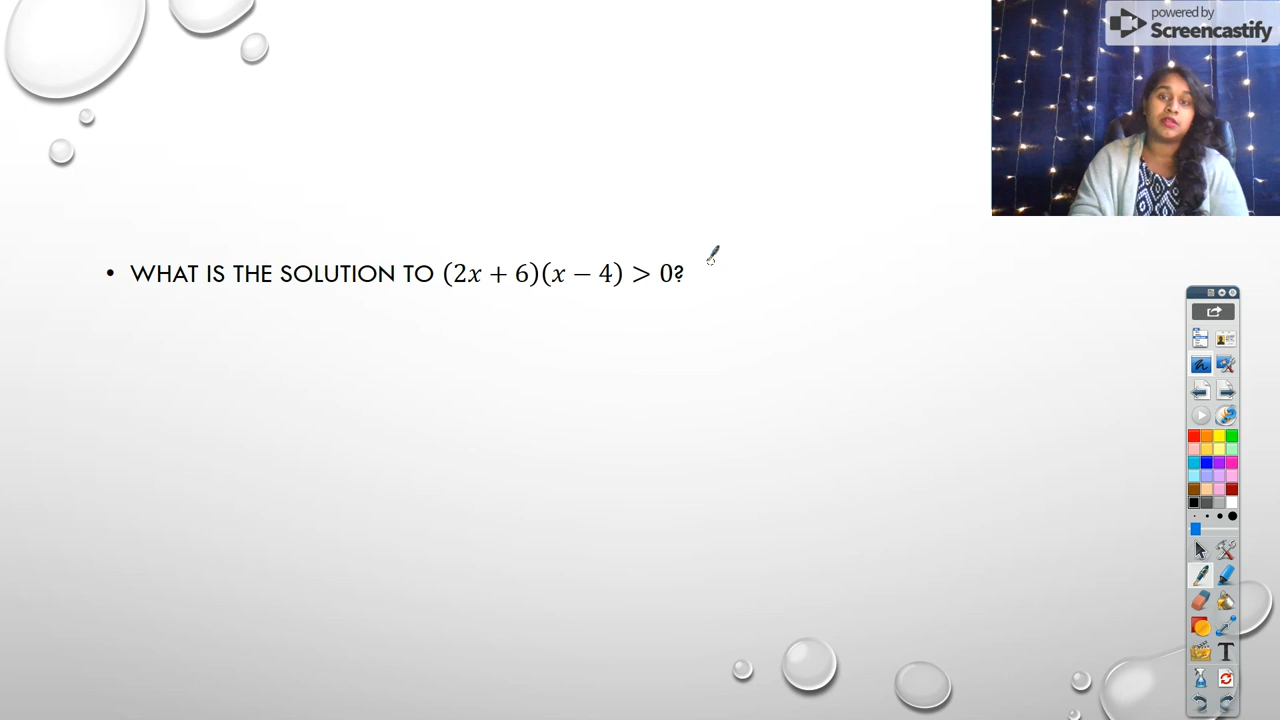 powered by
Screencastify
• WHAT IS THE SOLUTION TO (2x + 6)(x − 4) > 0?
T